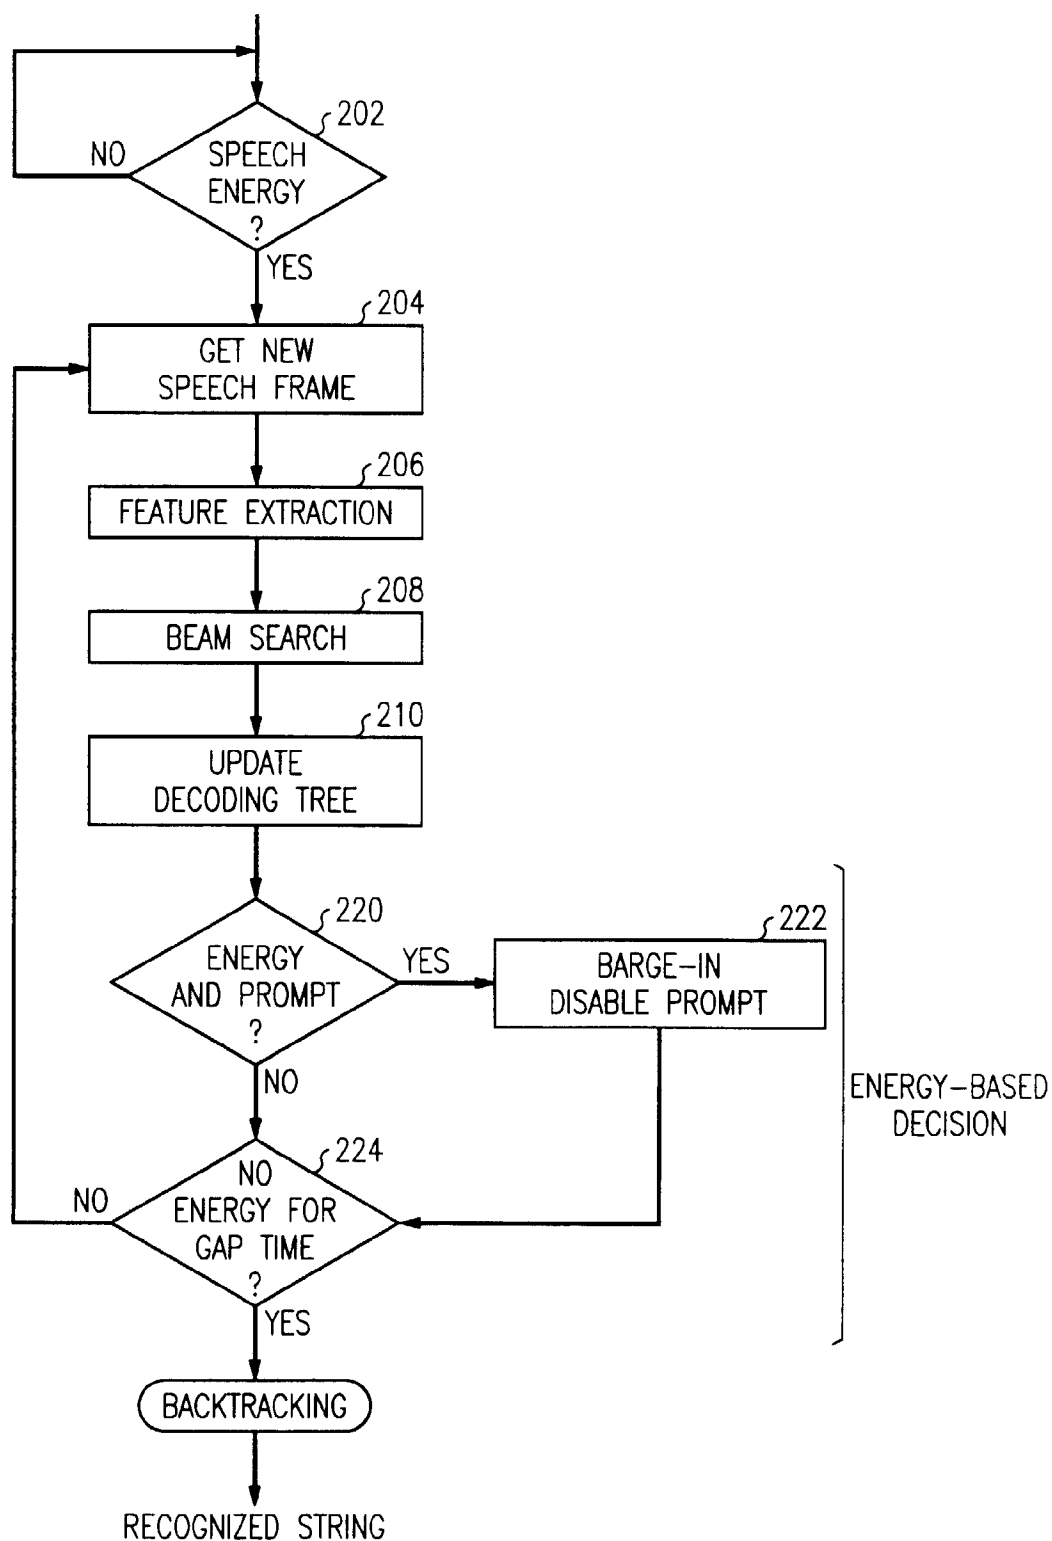 202
NO
SPEECH
ENERGY
?
YES
204
GET NEW
SPEECH FRAME
206
FEATURE EXTRACTION
208
BEAM SEARCH
210
UPDATE
DECODING TREE
220
ENERGY
AND PROMPT
?
YES
222
BARGE-IN
DISABLE PROMPT
NO
ENERGY-BASED
DECISION
224
NO
NO
ENERGY FOR
GAP TIME
?
YES
BACKTRACKING
RECOGNIZED STRING